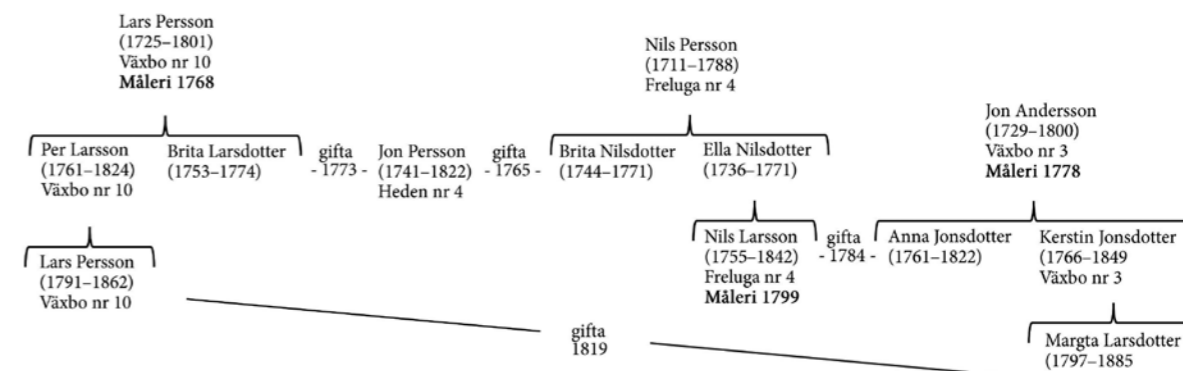 Lars Persson
(1725–1801)
Växbo nr 10
Måleri 1768
Nils Persson
(1711–1788)
Freluga nr 4
Jon Andersson
(1729–1800)
Växbo nr 3
Måleri 1778
Per Larsson
(1761–1824)
Växbo nr 10
Brita Larsdotter
(1753–1774)
gifta
- 1773 -
Jon Persson
(1741–1822)
Heden nr 4
gifta
- 1765 -
Brita Nilsdotter
(1744–1771)
Ella Nilsdotter
(1736–1771)
Lars Persson
(1791–1862)
Växbo nr 10
Nils Larsson
(1755–1842)
Freluga nr 4
Måleri 1799
gifta
- 1784 -
Anna Jonsdotter
(1761–1822)
Kerstin Jonsdotter
(1766–1849
Växbo nr 3
gifta
1819
Margta Larsdotter
(1797–1885